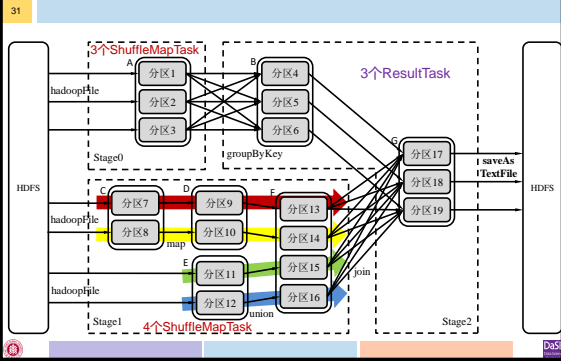 31
3个ShuffleMapTask
3个ResultTask
A
B
分区1
分区2
分区3
分区4
分区5
分区6
hadoopFile
Stage0
groupByKey
G
分区17
分区18
分区19
saveAs
TextFile
HDFS
HDFS
C
D
F
分区7
分区9
分区13
hadoopFile
分区8
分区10
分区14
map
E
分区11
分区15
join
hadoopFile
分区12
分区16
union
Stage1
4个ShuffleMapTask
Stage2
DaSE